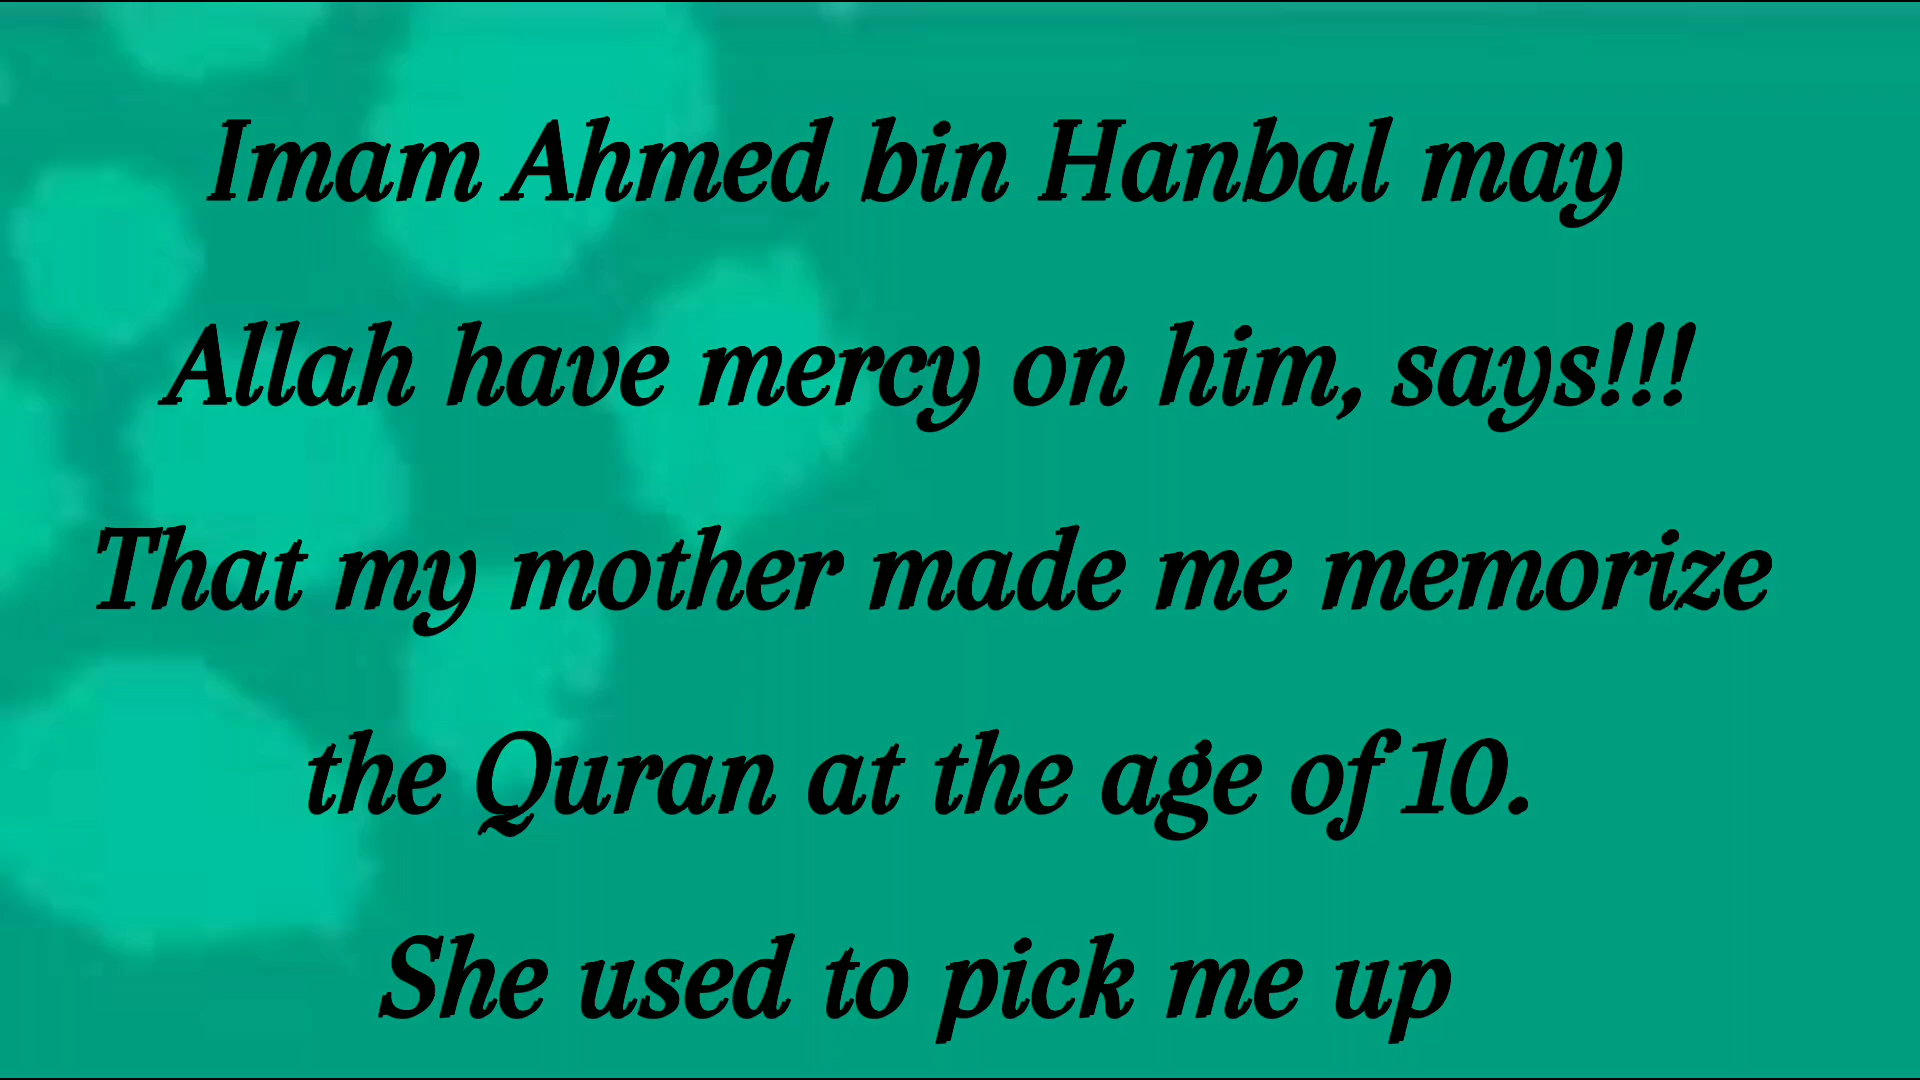 Imam Ahmed bin Hanbal may
Allah have mercy on him, says!!!
That my mother made me memorize
the Quran at the age of 10.
She used to pick me up